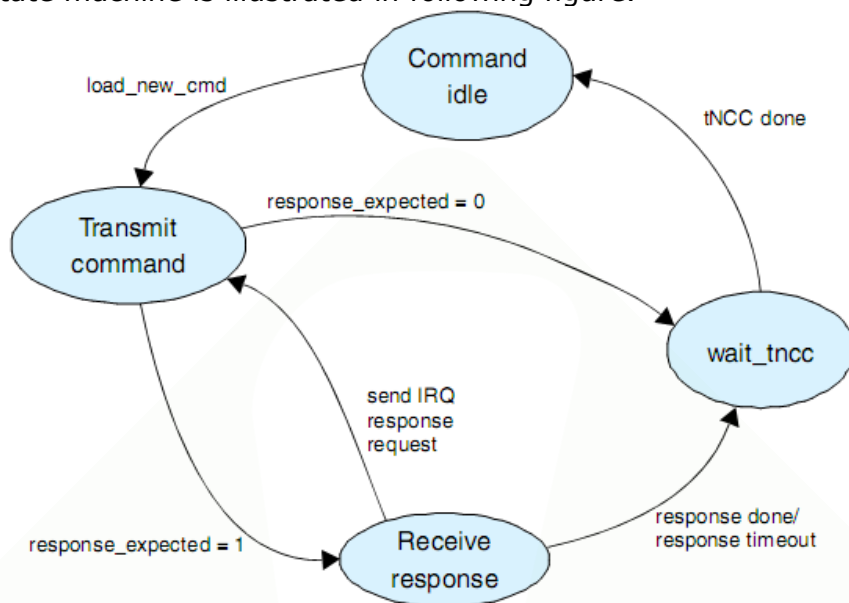 state machine is illustrated in following figure.
Command
idle
load_new_cmd
tNCC done
response_expected = 0
Transmit
command
wait_tncc
send IRQ
response
request
response_expected = 1
Receive
response
response done/
response timeout